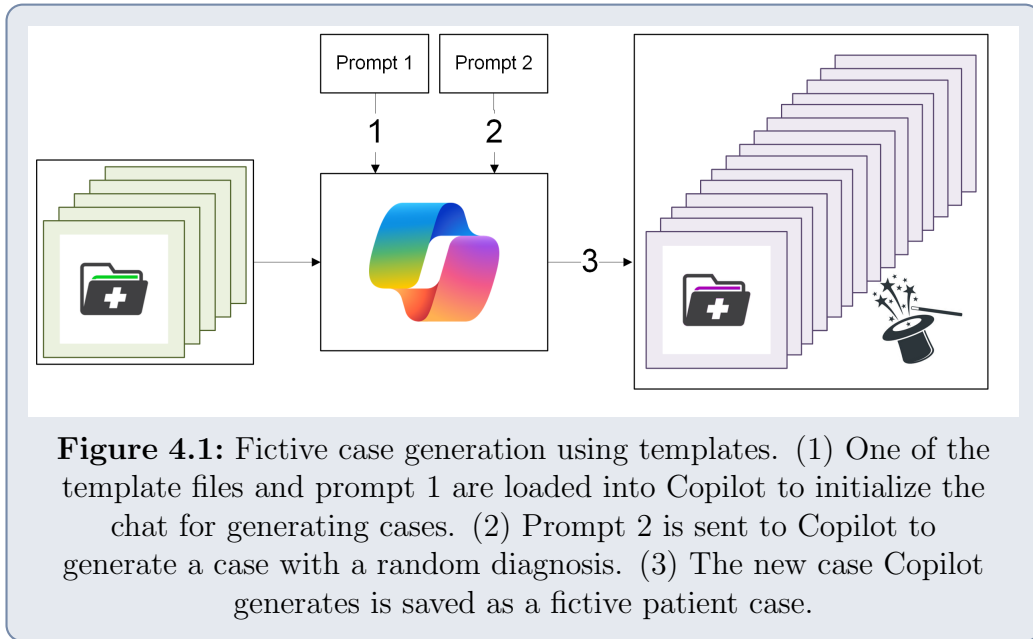 Prompt 1
Prompt 2
1
2
3
Figure 4.1: Fictive case generation using templates. (1) One of the
template files and prompt 1 are loaded into Copilot to initialize the
chat for generating cases. (2) Prompt 2 is sent to Copilot to
generate a case with a random diagnosis. (3) The new case Copilot
generates is saved as a fictive patient case.